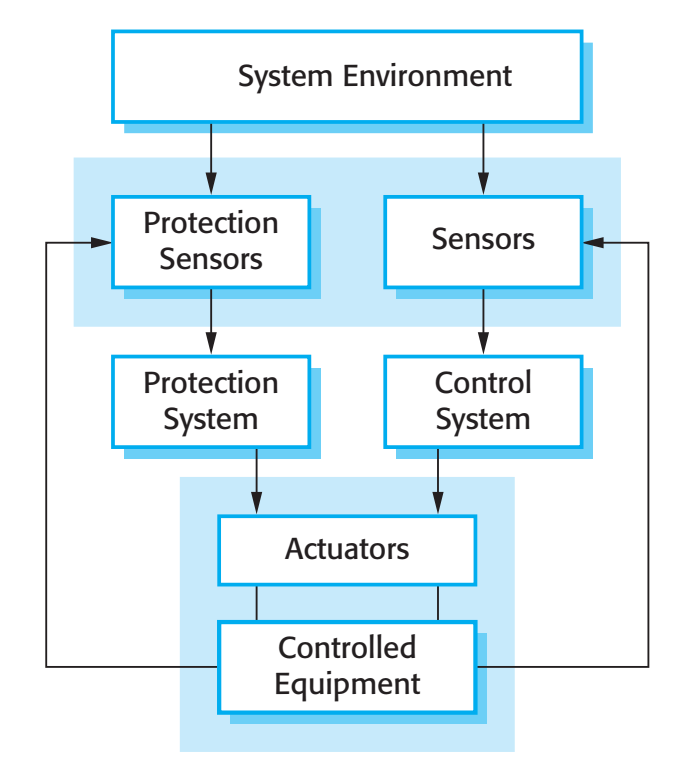 System Environment
Protection
Sensors
Sensors
Protection
System
Control
System
Actuators
Controlled
Equipment